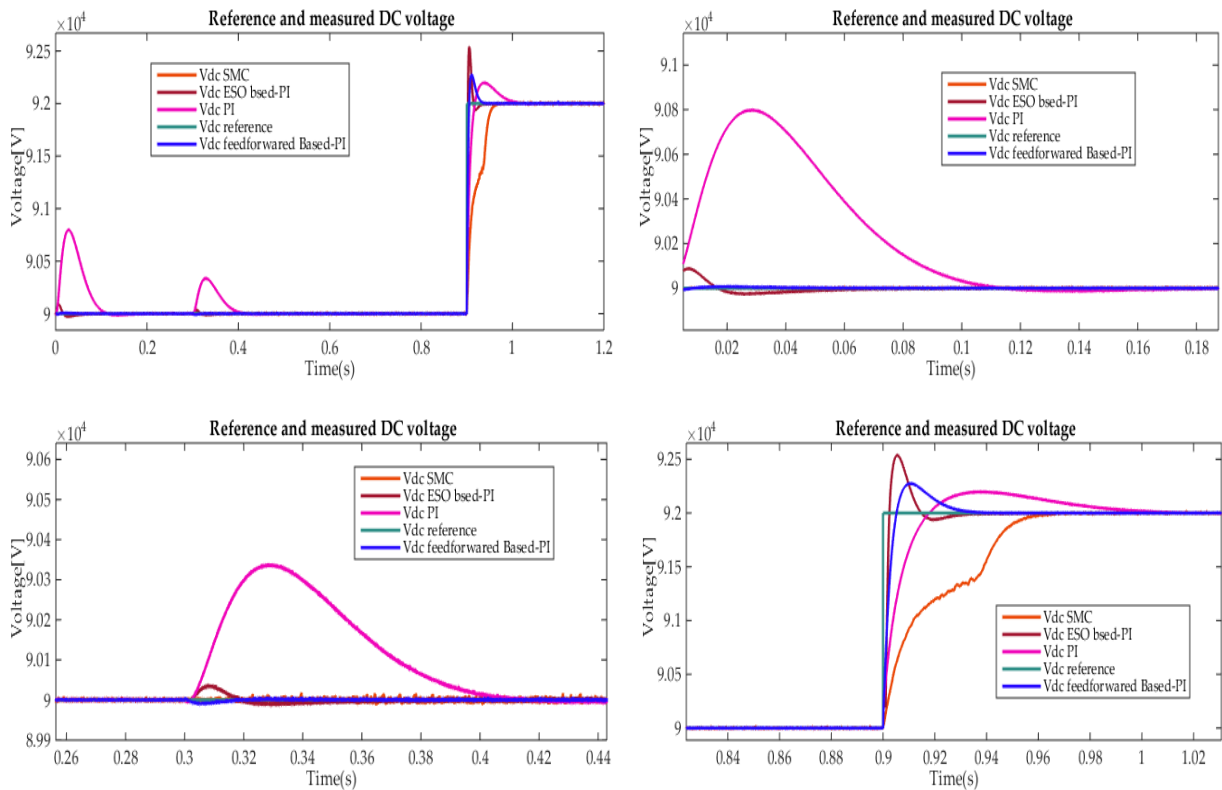 Reference and measured DC voltage
×10⁴
Voltage[V]
9.25
9.2
9.15
9.1
9.05
9
Vdc SMC
Vdc ESO bsed-PI
Vdc PI
Vdc reference
Vdc feedforwared Based-PI
0 0.2 0.4 0.6 0.8 1 1.2
Time(s)
Reference and measured DC voltage
×10⁴
Voltage[V]
9.1
9.08
9.06
9.04
9.02
9
Vdc SMC
Vdc ESO bsed-PI
Vdc PI
Vdc reference
Vdc feedforwared Based-PI
0.02 0.04 0.06 0.08 0.1 0.12 0.14 0.16 0.18
Time(s)
Reference and measured DC voltage
×10⁴
Voltage[V]
9.06
9.05
9.04
9.03
9.02
9.01
9
8.99
Vdc SMC
Vdc ESO bsed-PI
Vdc PI
Vdc reference
Vdc feedforwared Based-PI
0.26 0.28 0.3 0.32 0.34 0.36 0.38 0.4 0.42 0.44
Time(s)
Reference and measured DC voltage
×10⁴
Voltage[V]
9.25
9.2
9.15
9.1
9.05
9
Vdc SMC
Vdc ESO bsed-PI
Vdc PI
Vdc reference
Vdc feedforwared Based-PI
0.84 0.86 0.88 0.9 0.92 0.94 0.96 0.98 1 1.02
Time(s)